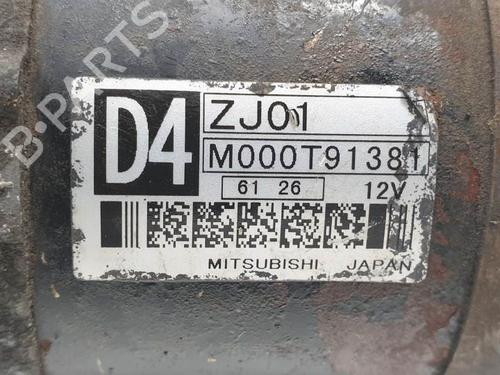 D4
ZJ01
M000T91381
61 26 12V
MITSUBISHI JAPAN
B-PARTS